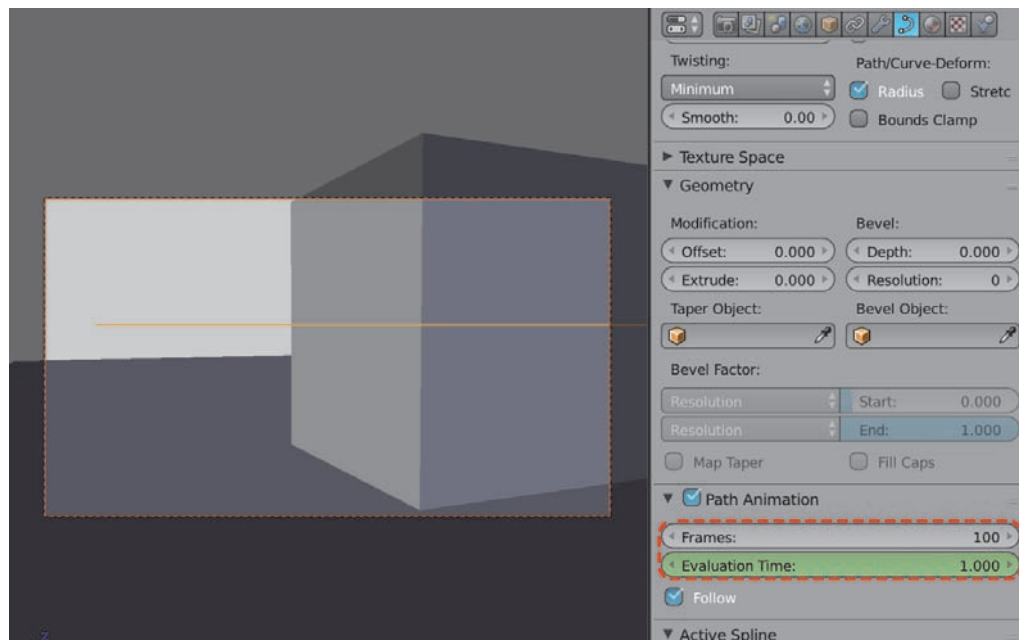 Twisting: Path/Curve-Deform:
Minimum Radius Stretc
Smooth: 0.00 Bounds Clamp
Texture Space
Geometry
Modification: Bevel:
Offset: 0.000 Depth: 0.000
Extrude: 0.000 Resolution: 0
Taper Object: Bevel Object:
Bevel Factor:
Resolution Start: 0.000
Resolution End: 1.000
Map Taper Fill Caps
Path Animation
Frames: 100
Evaluation Time: 1.000
Follow
Active Spline
z